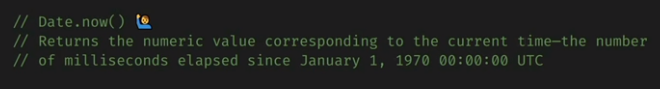 // Date.now() 🙋‍♂️
// Returns the numeric value corresponding to the current time—the number
// of milliseconds elapsed since January 1, 1970 00:00:00 UTC